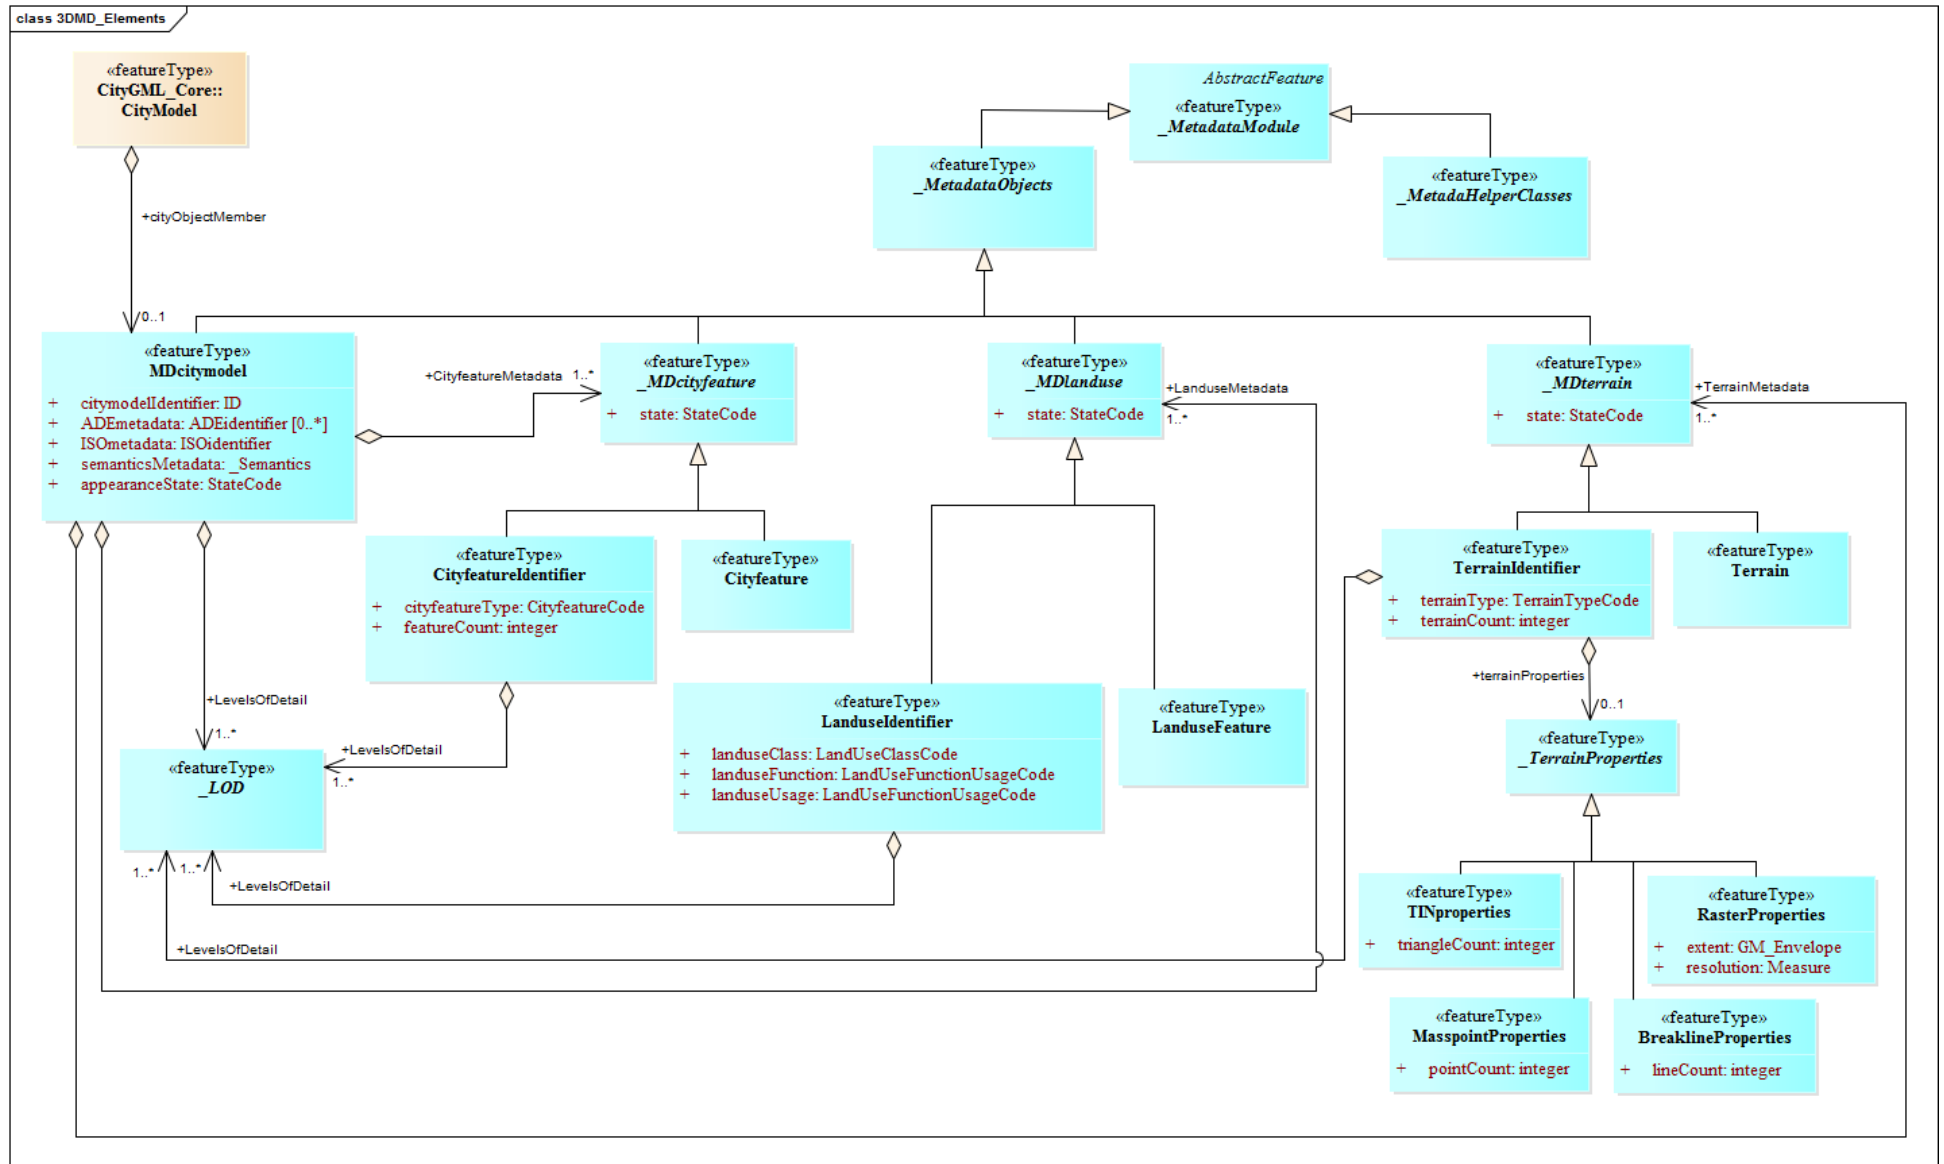 class 3DMD_Elements
«featureType»
CityGML_Core::
CityModel
+cityObjectMember
0..1
AbstractFeature
«featureType»
_MetadataModule
«featureType»
_MetadataObjects
«featureType»
_MetadaHelperClasses
«featureType»
MDcitymodel
+ citymodelIdentifier: ID
+ ADEmetadata: ADEidentifier [0..*]
+ ISOmetadata: ISOidentifier
+ semanticsMetadata: _Semantics
+ appearanceState: StateCode
+CityfeatureMetadata
1..*
«featureType»
_MDcityfeature
+ state: StateCode
«featureType»
_MDlanduse
+ state: StateCode
+LanduseMetadata
1..*
«featureType»
_MDterrain
+ state: StateCode
+TerrainMetadata
1..*
«featureType»
CityfeatureIdentifier
+ cityfeatureType: CityfeatureCode
+ featureCount: integer
«featureType»
Cityfeature
«featureType»
TerrainIdentifier
+ terrainType: TerrainTypeCode
+ terrainCount: integer
«featureType»
Terrain
+terrainProperties
0..1
+LevelsOfDetail
1..*
+LevelsOfDetail
1..*
«featureType»
_LOD
«featureType»
LanduseIdentifier
+ landuseClass: LandUseClassCode
+ landuseFunction: LandUseFunctionUsageCode
+ landuseUsage: LandUseFunctionUsageCode
«featureType»
LanduseFeature
«featureType»
_TerrainProperties
1..*
1..*
+LevelsOfDetail
+LevelsOfDetail
«featureType»
TINproperties
+ triangleCount: integer
«featureType»
RasterProperties
+ extent: GM_Envelope
+ resolution: Measure
«featureType»
MasspointProperties
+ pointCount: integer
«featureType»
BreaklineProperties
+ lineCount: integer